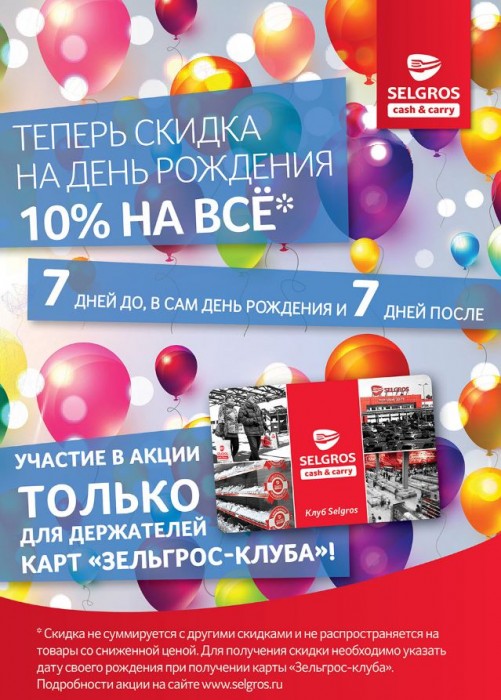 SELGROS
cash & carry
ТЕПЕРЬ СКИДКА
НА ДЕНЬ РОЖДЕНИЯ
10% НА ВСЁ*
7 ДНЕЙ ДО, В САМ ДЕНЬ РОЖДЕНИЯ И 7 ДНЕЙ ПОСЛЕ
SELGROS
SELGROS
cash & carry
Клуб Selgros
УЧАСТИЕ В АКЦИИ
ТОЛЬКО
ДЛЯ ДЕРЖАТЕЛЕЙ
КАРТ «ЗЕЛЬГРОС-КЛУБА»!
* Скидка не суммируется с другими скидками и не распространяется на
товары со сниженной ценой. Для получения скидки необходимо указать
дату своего рождения при получении карты «Зельгрос-клуба».
Подробности акции на сайте www.selgros.ru